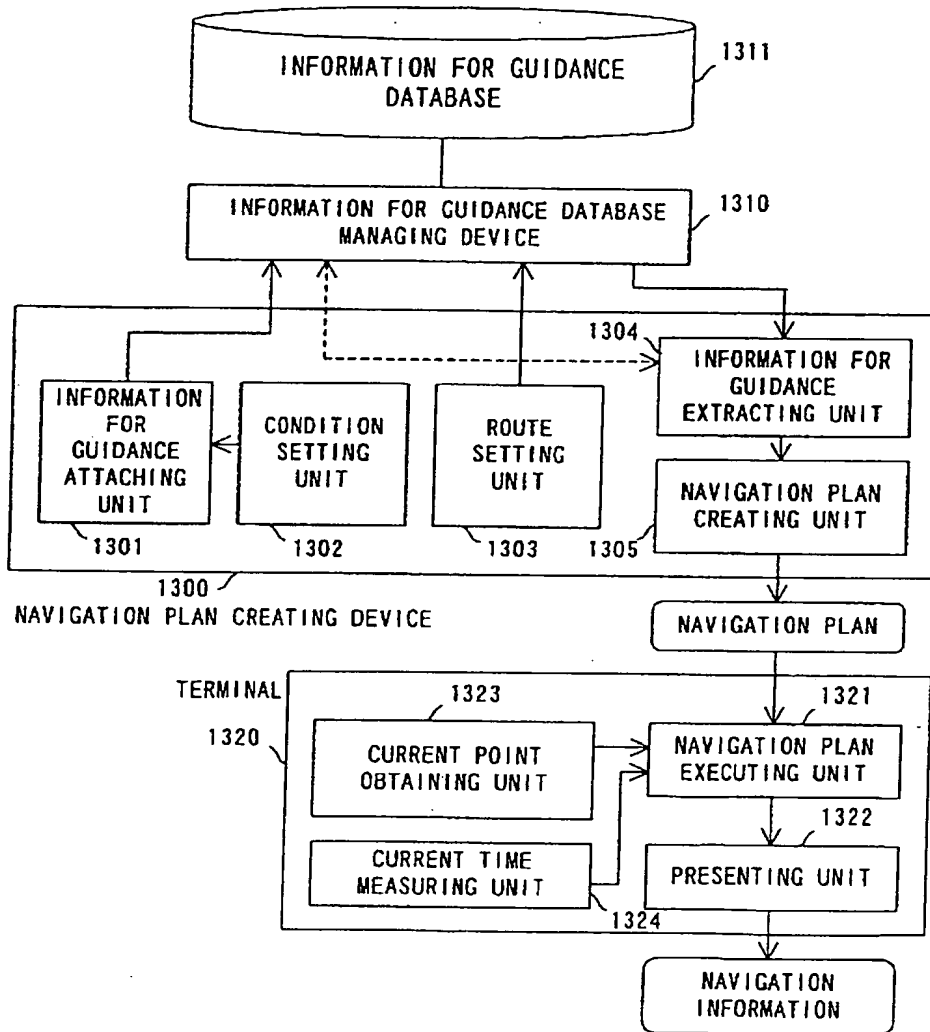 INFORMATION FOR GUIDANCE
DATABASE
1311
INFORMATION FOR GUIDANCE DATABASE
MANAGING DEVICE
1310
1304
INFORMATION FOR
GUIDANCE
EXTRACTING UNIT
INFORMATION
FOR
GUIDANCE
ATTACHING
UNIT
CONDITION
SETTING
UNIT
ROUTE
SETTING
UNIT
NAVIGATION PLAN
CREATING UNIT
1301
1302
1303
1305
1300
NAVIGATION PLAN CREATING DEVICE
NAVIGATION PLAN
TERMINAL
1320
1323
1321
CURRENT POINT
OBTAINING UNIT
NAVIGATION PLAN
EXECUTING UNIT
1322
CURRENT TIME
MEASURING UNIT
PRESENTING UNIT
1324
NAVIGATION
INFORMATION